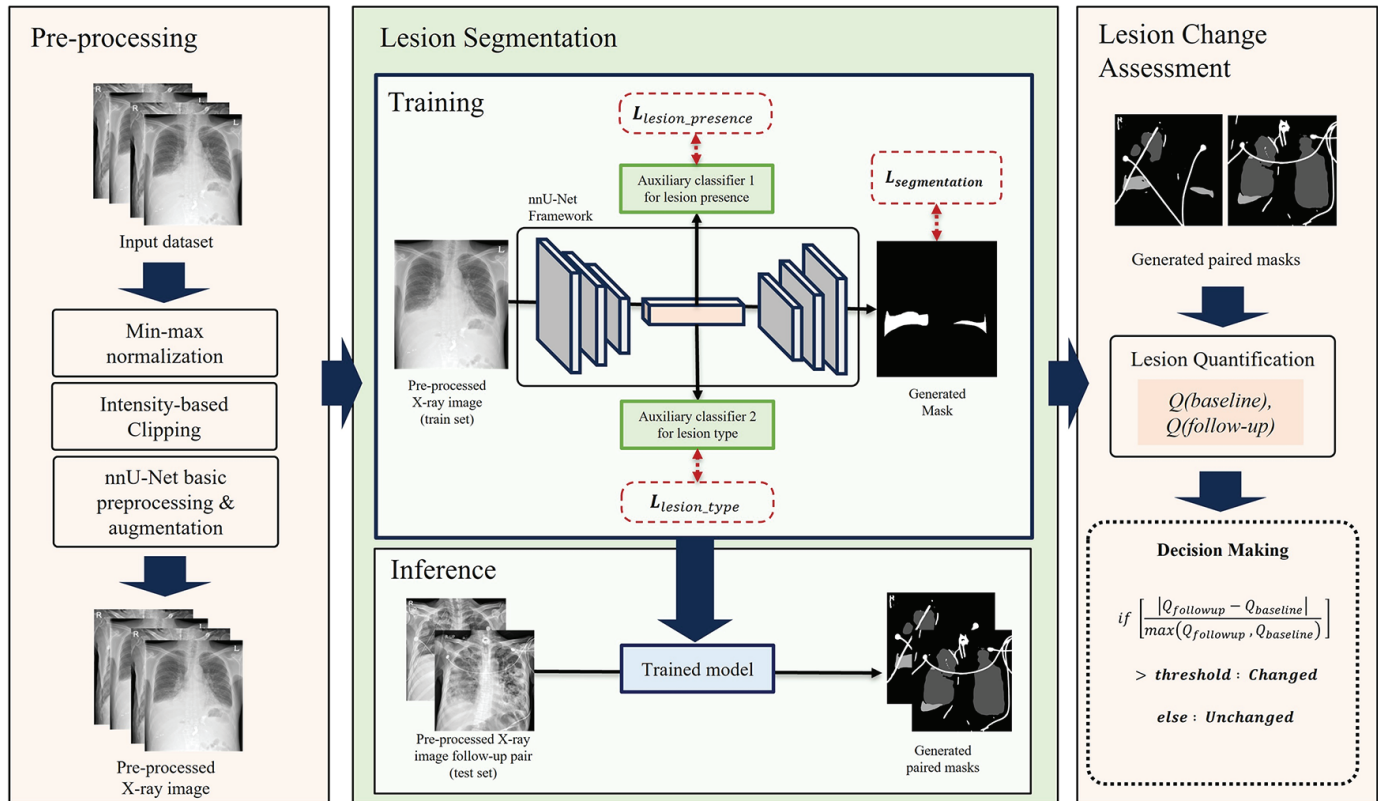 Pre-processing
R
L
L
Input dataset
Min-max
normalization
Intensity-based
Clipping
nnU-Net basic
preprocessing &
augmentation
R
L
Pre-processed
X-ray image
Lesion Segmentation
Training
L_lesion_presence
Auxiliary classifier 1
for lesion presence
L_segmentation
nnU-Net
Framework
L
Pre-processed
X-ray image
(train set)
Generated
Mask
Auxiliary classifier 2
for lesion type
L_lesion_type
Inference
Trained model
Pre-processed X-ray
image follow-up pair
(test set)
Generated
paired masks
Lesion Change
Assessment
Generated paired masks
Lesion Quantification
Q(baseline),
Q(follow-up)
Decision Making
if [|Q_followup − Q_baseline| / max(Q_followup , Q_baseline)]
> threshold : Changed
else : Unchanged